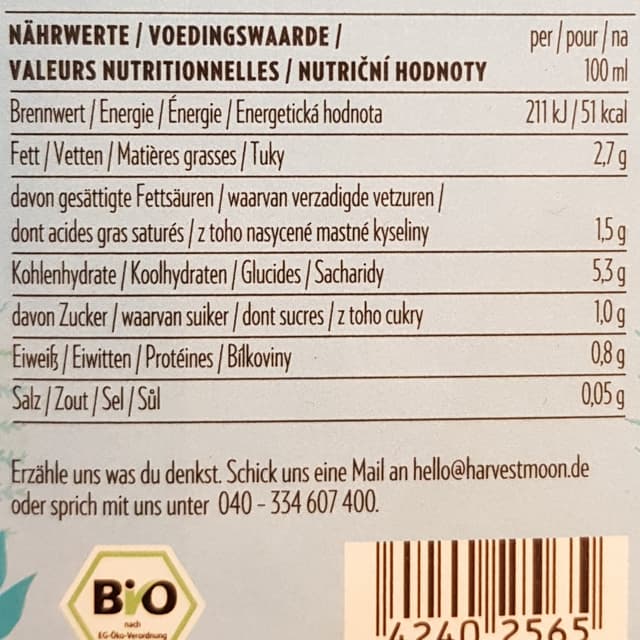 NÄHRWERTE / VOEDINGSWAARDE / per / pour / na
VALEURS NUTRITIONNELLES / NUTRIČNÍ HODNOTY 100 ml
Brennwert / Energie / Énergie / Energetická hodnota 211 kJ / 51 kcal
Fett / Vetten / Matières grasses / Tuky 2,7 g
davon gesättigte Fettsäuren / waarvan verzadigde vetzuren /
dont acides gras saturés / z toho nasycené mastné kyseliny 1,5 g
Kohlenhydrate / Koolhydraten / Glucides / Sacharidy 5,3 g
davon Zucker / waarvan suiker / dont sucres / z toho cukry 1,0 g
Eiweiß / Eiwitten / Protéines / Bílkoviny 0,8 g
Salz / Zout / Sel / Sůl 0,05 g
Erzähle uns was du denkst. Schick uns eine Mail an hello@harvestmoon.de
oder sprich mit uns unter 040 – 334 607 400.
BIO
nach
EG-Öko-Verordnung
4240 2565